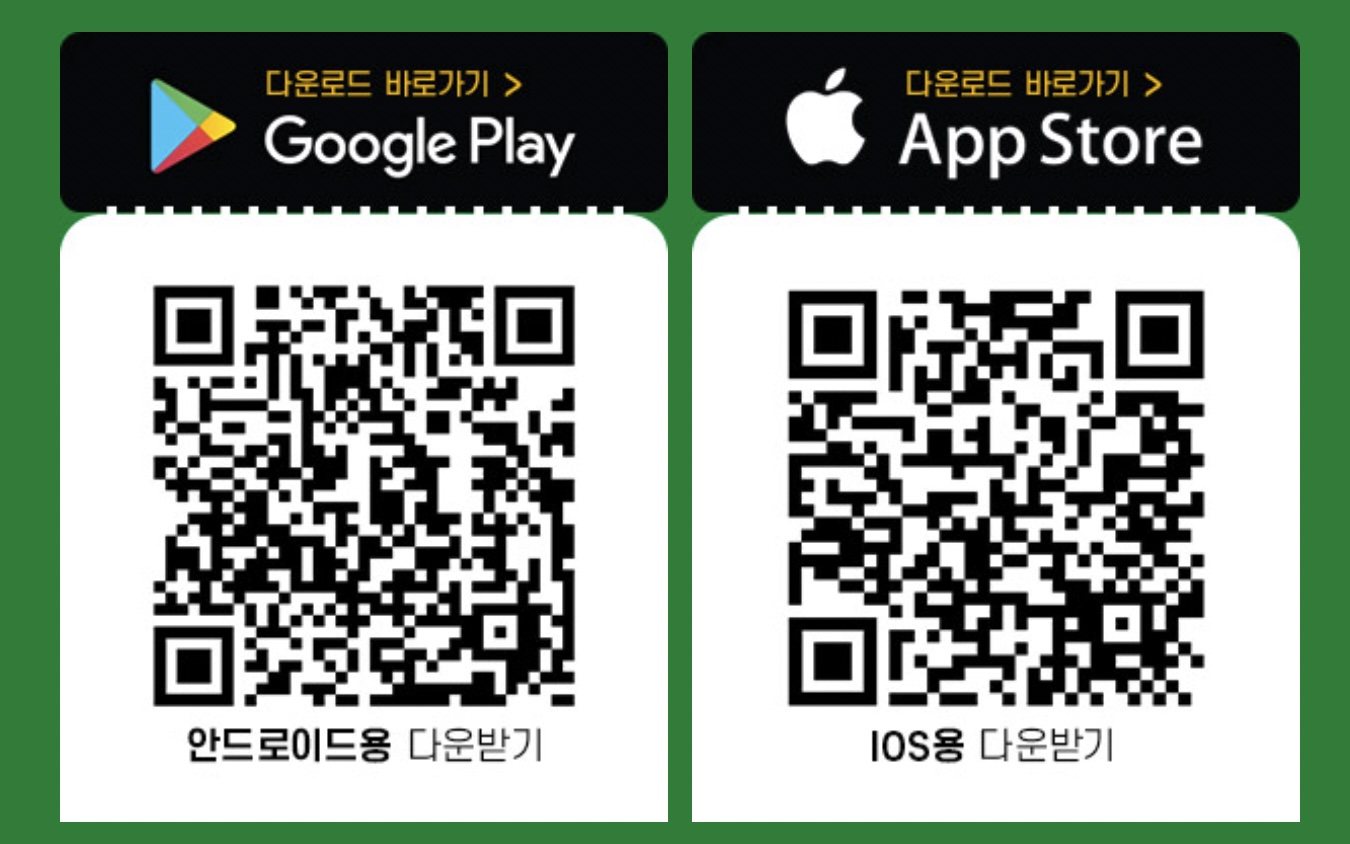 다운로드 바로가기 >
Google Play
안드로이드용 다운받기
다운로드 바로가기 >
App Store
IOS용 다운받기